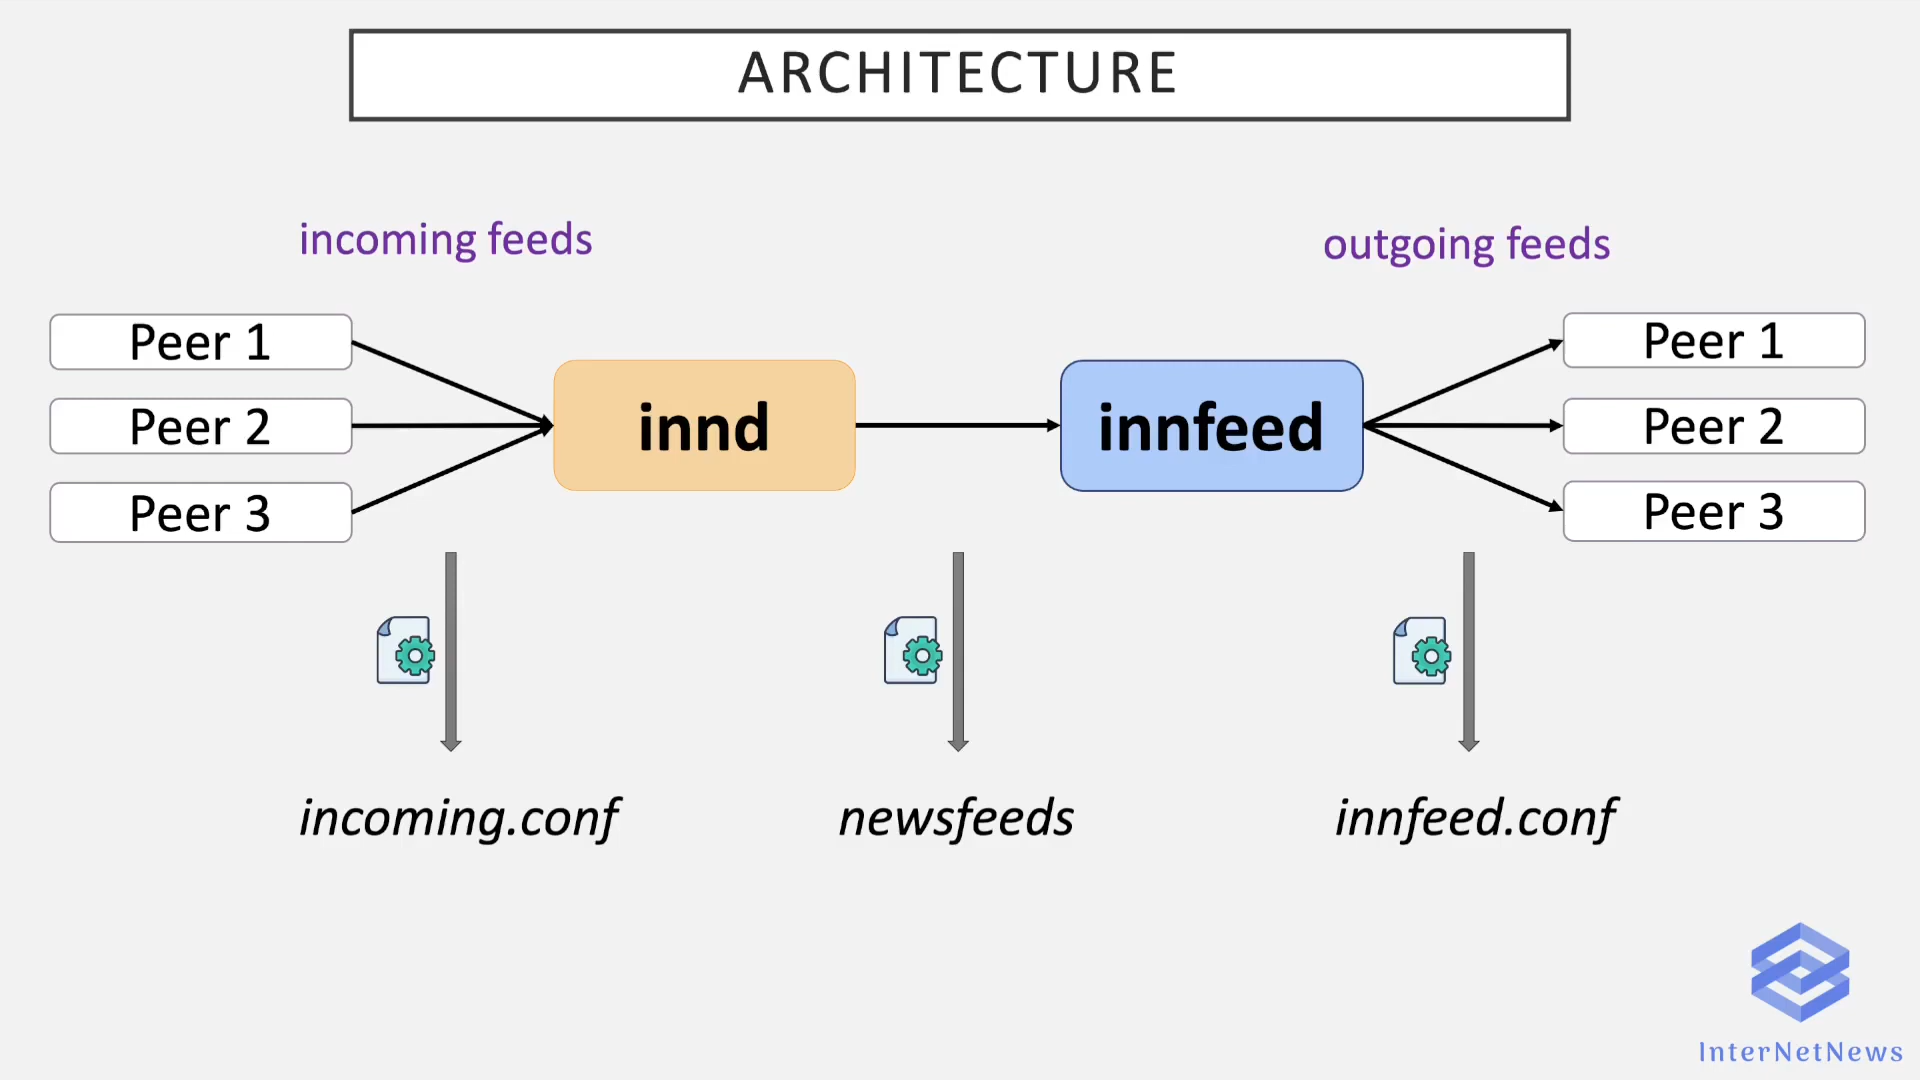 ARCHITECTURE
incoming feeds
outgoing feeds
Peer 1
Peer 2
Peer 3
innd
innfeed
Peer 1
Peer 2
Peer 3
incoming.conf
newsfeeds
innfeed.conf
InterNetNews